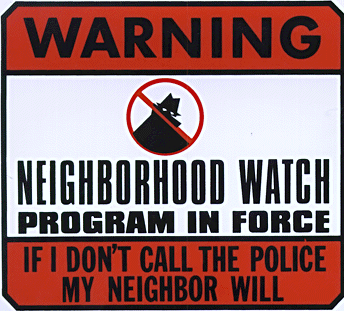 WARNING
NEIGHBORHOOD WATCH
PROGRAM IN FORCE
IF I DON'T CALL THE POLICE
MY NEIGHBOR WILL